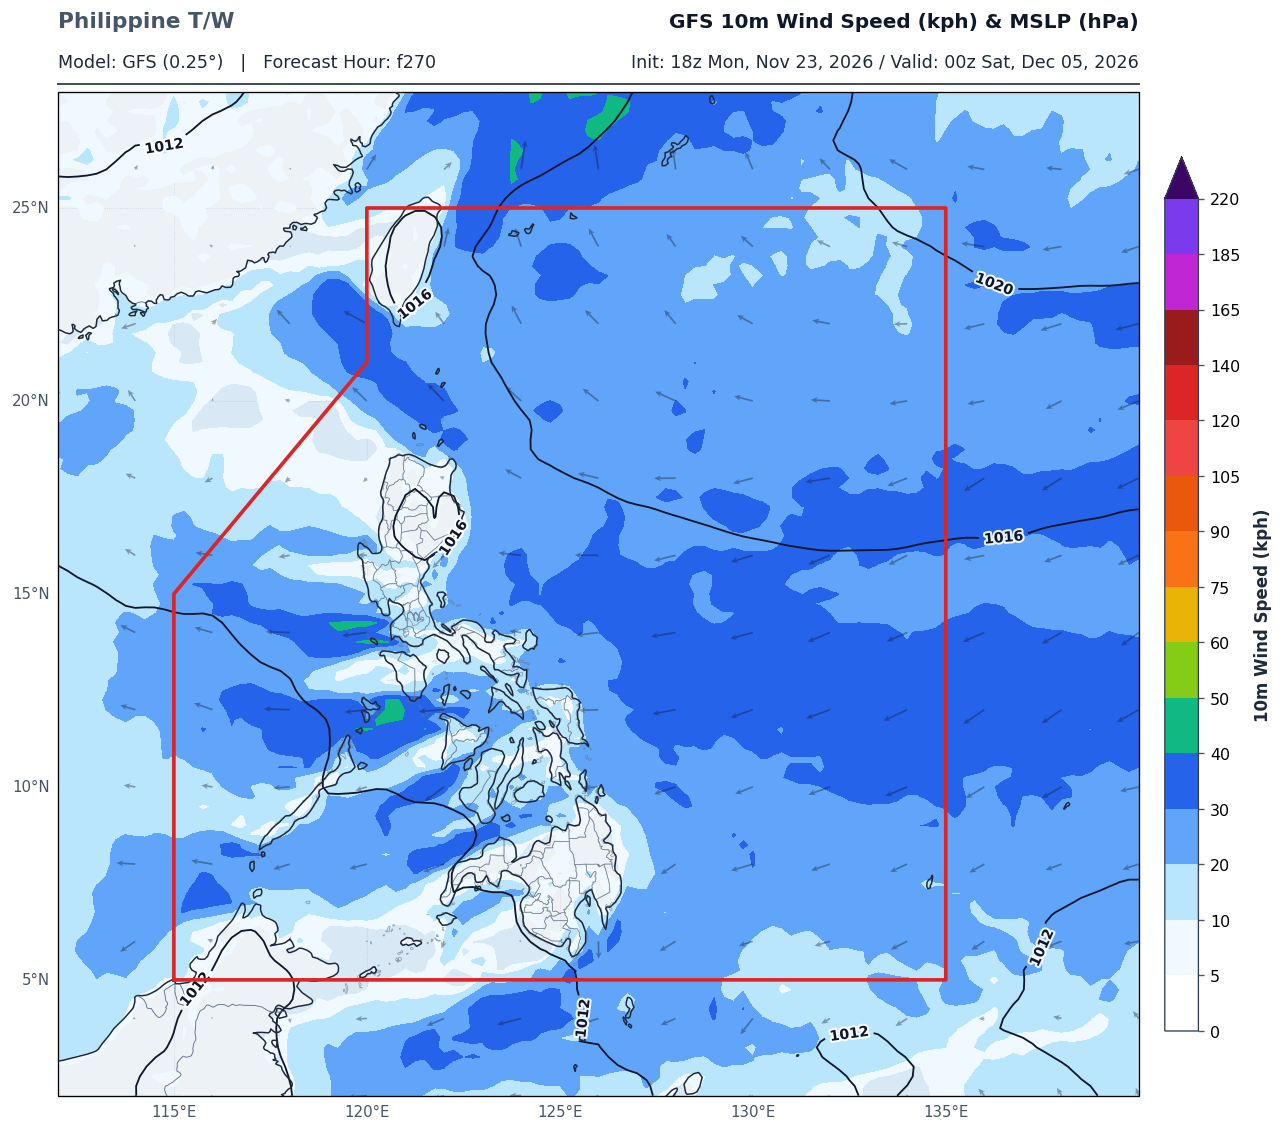 Philippine T/W
GFS 10m Wind Speed (kph) & MSLP (hPa)
Model: GFS (0.25°) | Forecast Hour: f270
Init: 18z Mon, Nov 23, 2026 / Valid: 00z Sat, Dec 05, 2026
1012
25°N
1016
1020
20°N
1016
1016
15°N
10°N
1012
1012
5°N
1012
1012
115°E
120°E
125°E
130°E
135°E
220
185
165
140
120
105
90
75
60
50
40
30
20
10
5
0
10m Wind Speed (kph)